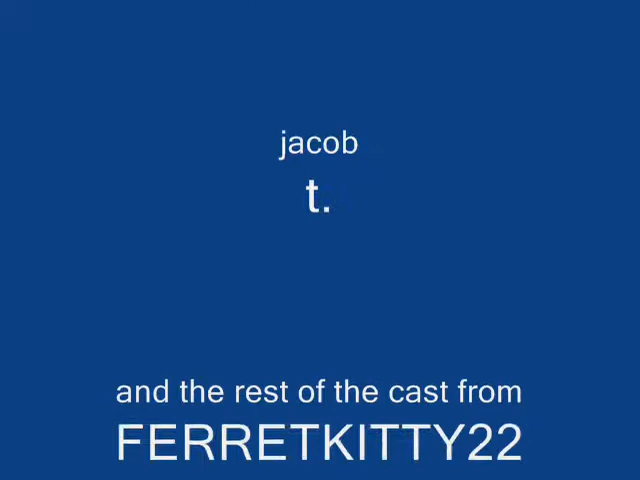 jacob
t.
and the rest of the cast from
FERRETKITTY22